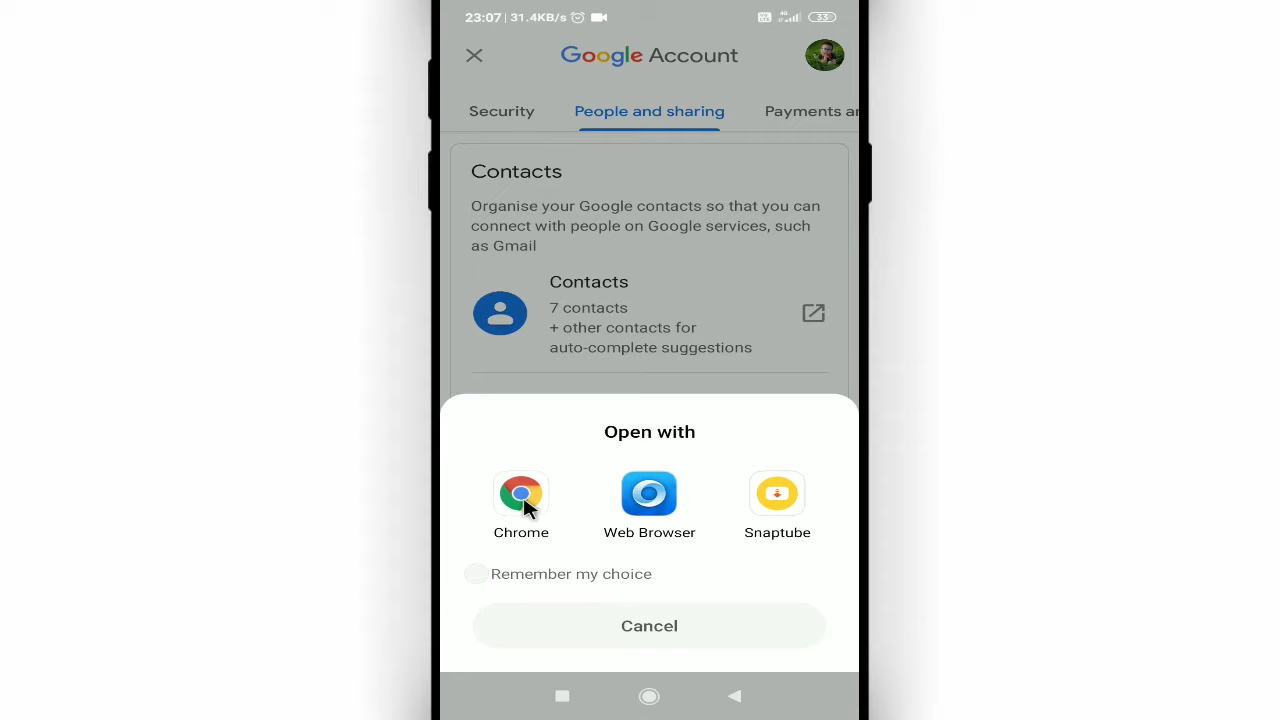 23:07 | 31.4KB/s
33
Google Account
Security
People and sharing
Payments an
Contacts
Organise your Google contacts so that you can
connect with people on Google services, such
as Gmail
Contacts
7 contacts
+ other contacts for
auto-complete suggestions
Open with
Chrome
Web Browser
Snaptube
Remember my choice
Cancel